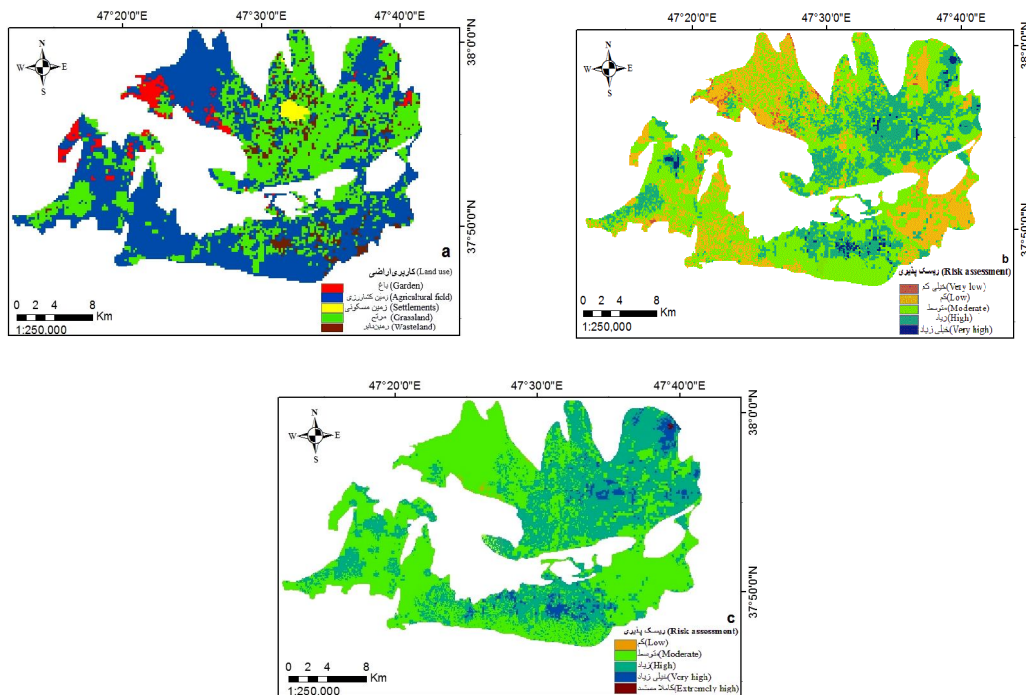 47°20'0"E 47°30'0"E 47°40'0"E
38°0'0"N
37°50'0"N
N
W E
S
a
کاربری اراضی (Land use)
باغ (Garden)
زمین کشاورزی (Agricultural field)
زمین مسکونی (Settlements)
مرتع (Grassland)
زمین بایر (Wasteland)
0 2 4 8
Km
1:250,000
47°20'0"E 47°30'0"E 47°40'0"E
38°0'0"N
37°50'0"N
N
W E
S
b
ریسک پذیری (Risk assessment)
خیلی کم (Very low)
کم (Low)
متوسط (Moderate)
زیاد (High)
خیلی زیاد (Very high)
0 2 4 8
Km
1:250,000
47°20'0"E 47°30'0"E 47°40'0"E
38°0'0"N
37°50'0"N
N
W E
S
c
ریسک پذیری (Risk assessment)
کم (Low)
متوسط (Moderate)
زیاد (High)
خیلی زیاد (Very high)
کاملا (Extremely high)
0 2 4 8
Km
1:250,000